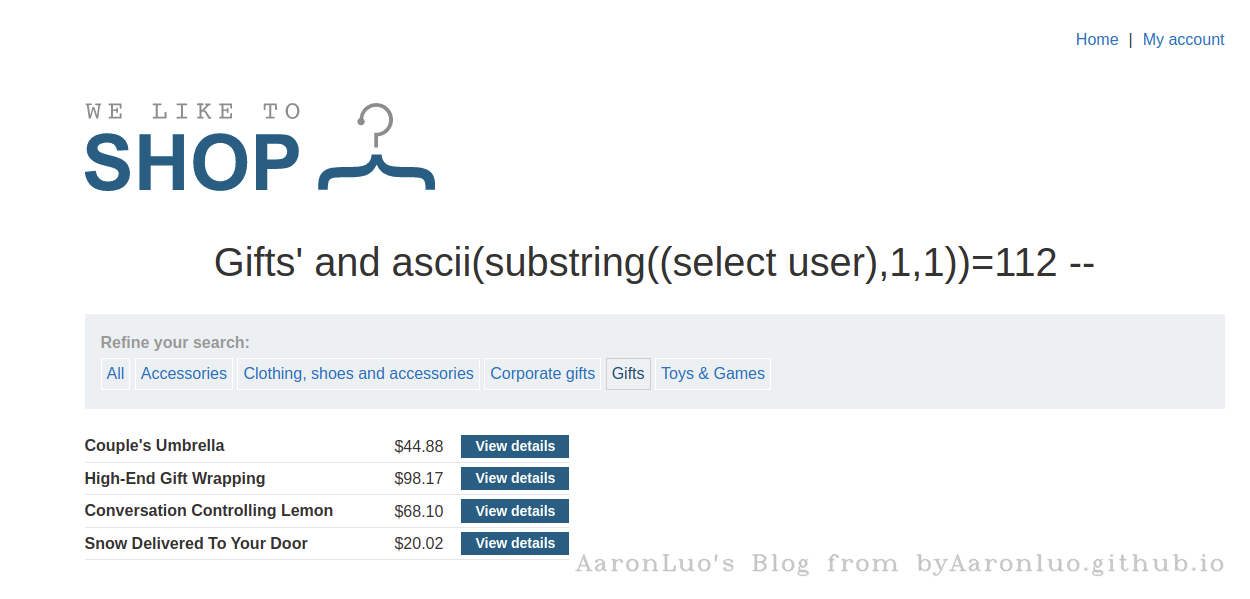 Home | My account
WE LIKE TO
SHOP
Gifts' and ascii(substring((select user),1,1))=112 --
Refine your search:
All Accessories Clothing, shoes and accessories Corporate gifts Gifts Toys & Games
Couple's Umbrella $44.88 View details
High-End Gift Wrapping $98.17 View details
Conversation Controlling Lemon $68.10 View details
Snow Delivered To Your Door $20.02 View details
AaronLuo's Blog from byAaronluo.github.io